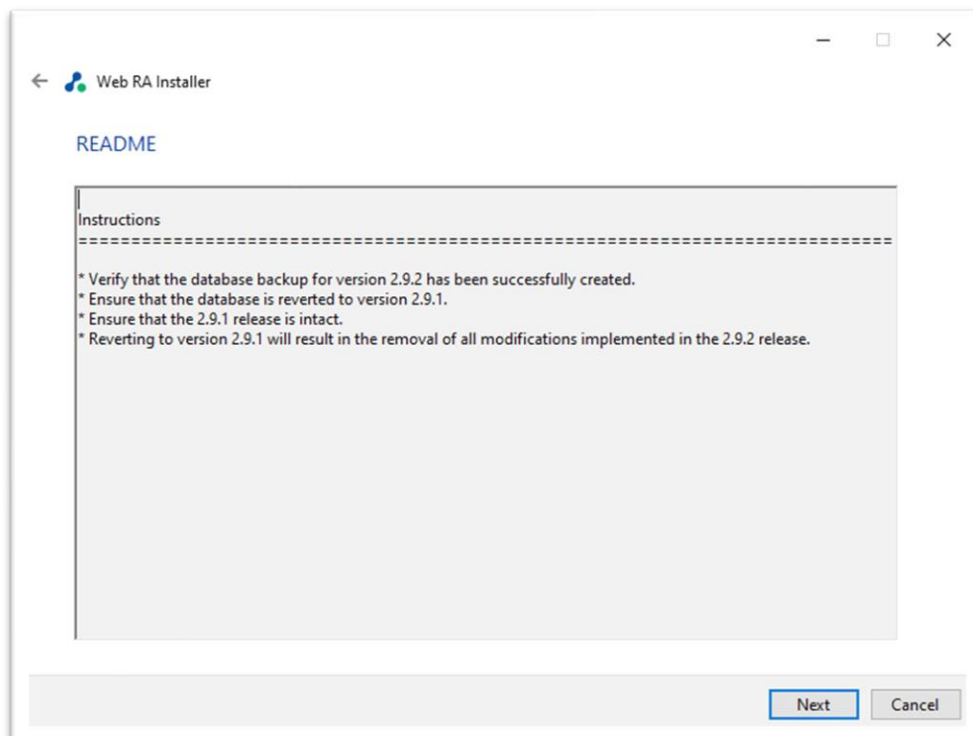 Web RA Installer
README
Instructions
==============================================================================
* Verify that the database backup for version 2.9.2 has been successfully created.
* Ensure that the database is reverted to version 2.9.1.
* Ensure that the 2.9.1 release is intact.
* Reverting to version 2.9.1 will result in the removal of all modifications implemented in the 2.9.2 release.
Next Cancel